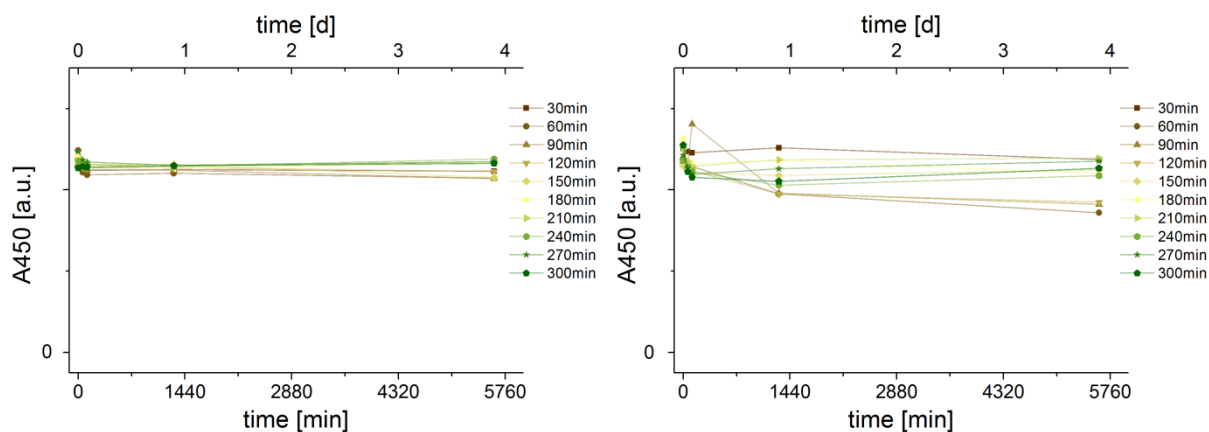 time [d]
0 1 2 3 4
A450 [a.u.]
0
30min
60min
90min
120min
150min
180min
210min
240min
270min
300min
0 1440 2880 4320 5760
time [min]
time [d]
0 1 2 3 4
A450 [a.u.]
0
30min
60min
90min
120min
150min
180min
210min
240min
270min
300min
0 1440 2880 4320 5760
time [min]